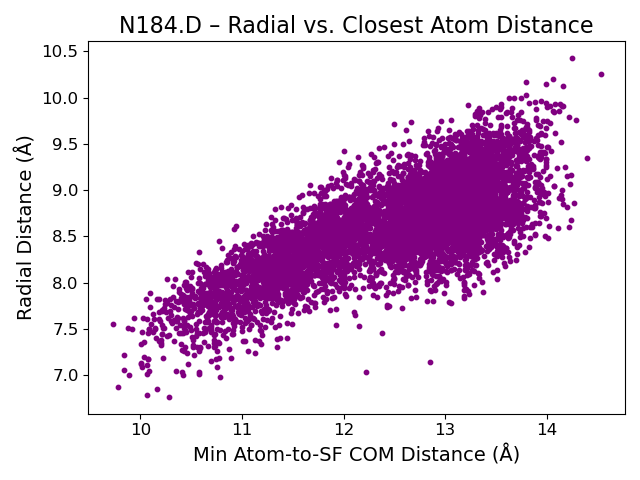 N184.D – Radial vs. Closest Atom Distance
10.5
10.0
9.5
9.0
8.5
8.0
7.5
7.0
Radial Distance (Å)
10 11 12 13 14
Min Atom-to-SF COM Distance (Å)